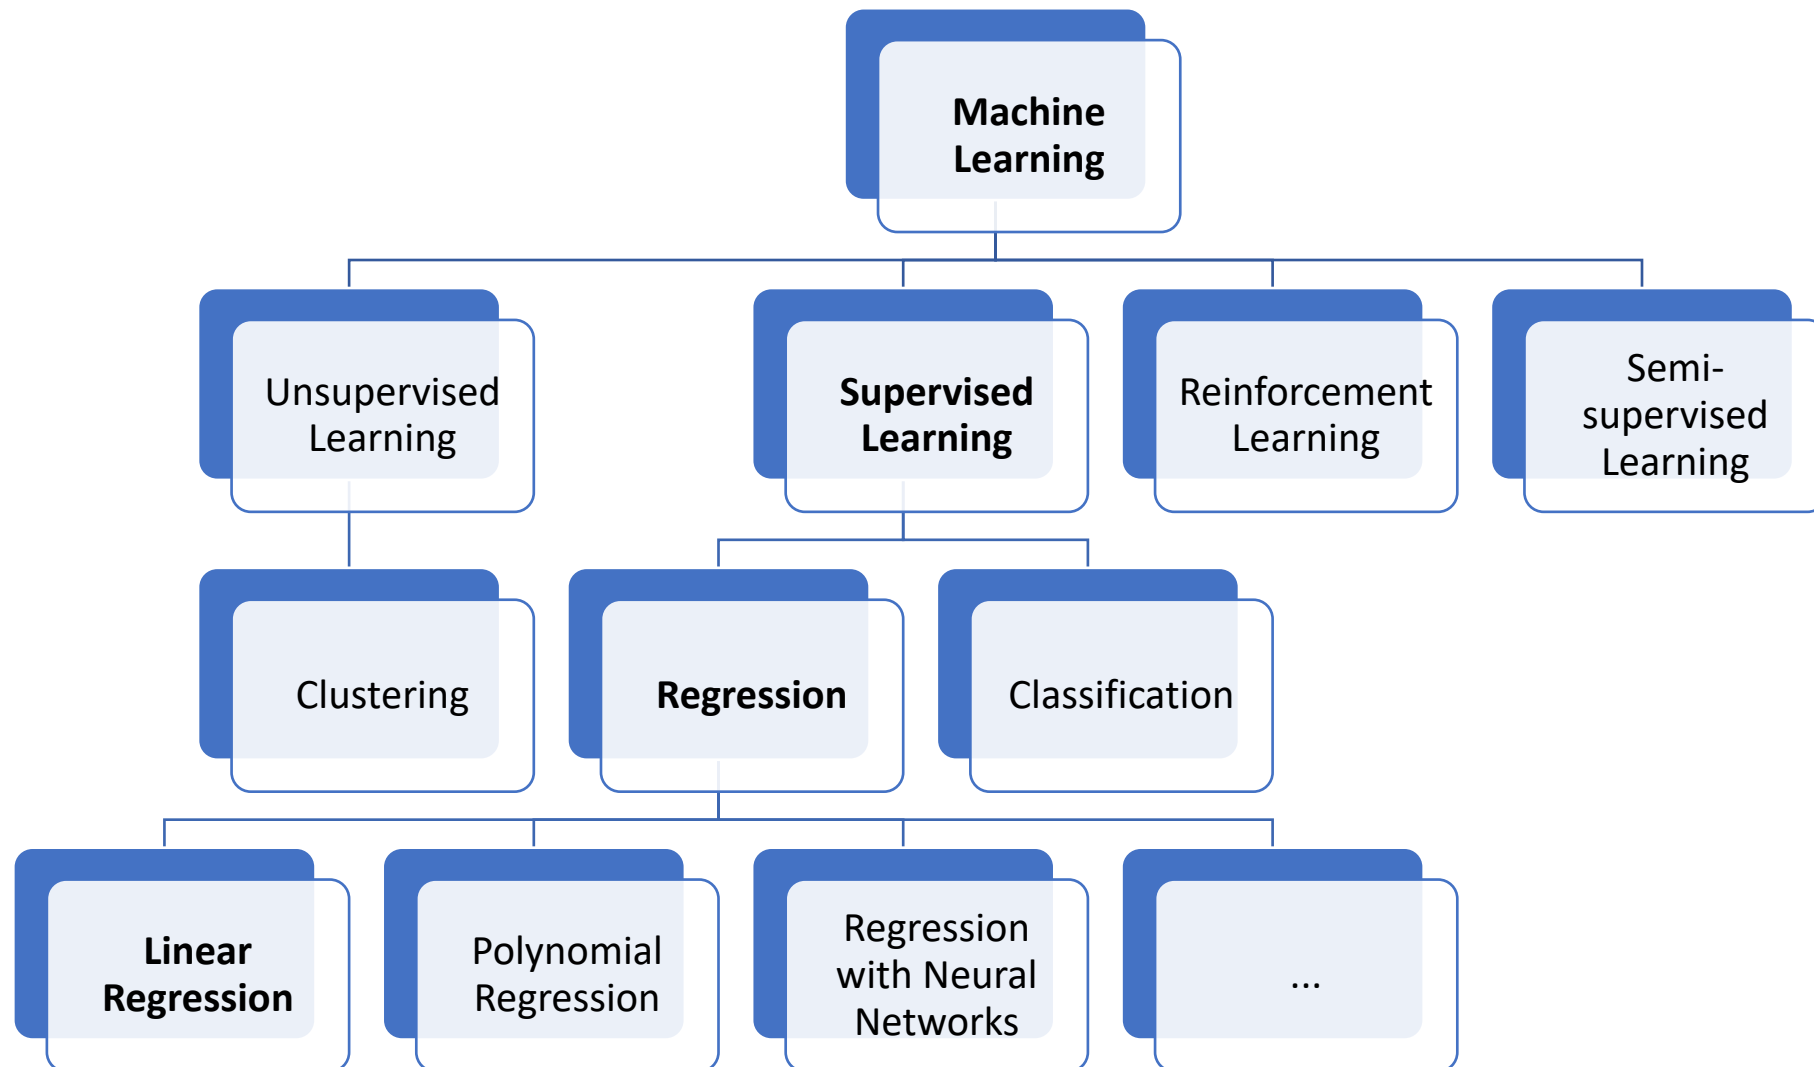 Machine
Learning
Unsupervised
Learning
Supervised
Learning
Reinforcement
Learning
Semi-
supervised
Learning
Clustering
Regression
Classification
Linear
Regression
Polynomial
Regression
Regression
with Neural
Networks
...